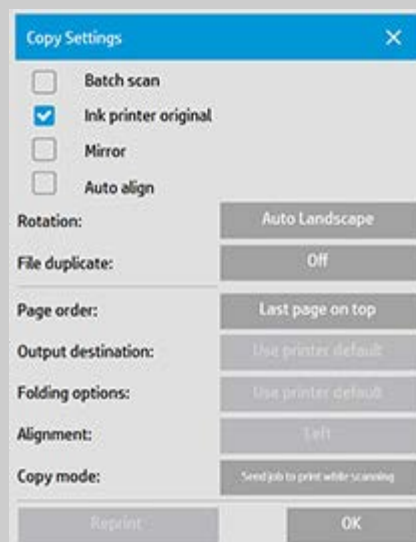 Copy Settings
Batch scan
Ink printer original
Mirror
Auto align
Rotation: Auto Landscape
File duplicate: Off
Page order: Last page on top
Output destination: Use printer default
Folding options: Use printer default
Alignment: Left
Copy mode: Send job to print while scanning
Reprint OK